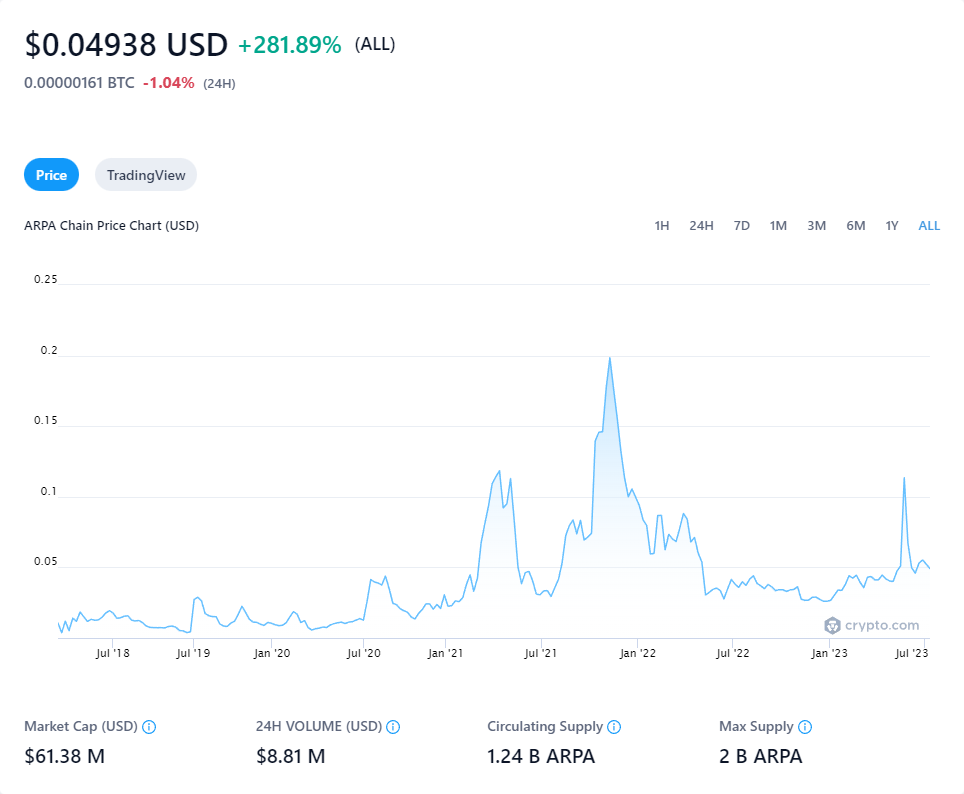 $0.04938 USD +281.89% (ALL)
0.00000161 BTC -1.04% (24H)
Price TradingView
ARPA Chain Price Chart (USD) 1H 24H 7D 1M 3M 6M 1Y ALL
0.25
0.2
0.15
0.1
0.05
crypto.com
Jul '18 Jul '19 Jan '20 Jul '20 Jan '21 Jul '21 Jan '22 Jul '22 Jan '23 Jul '23
Market Cap (USD) 24H VOLUME (USD) Circulating Supply Max Supply
$61.38 M $8.81 M 1.24 B ARPA 2 B ARPA